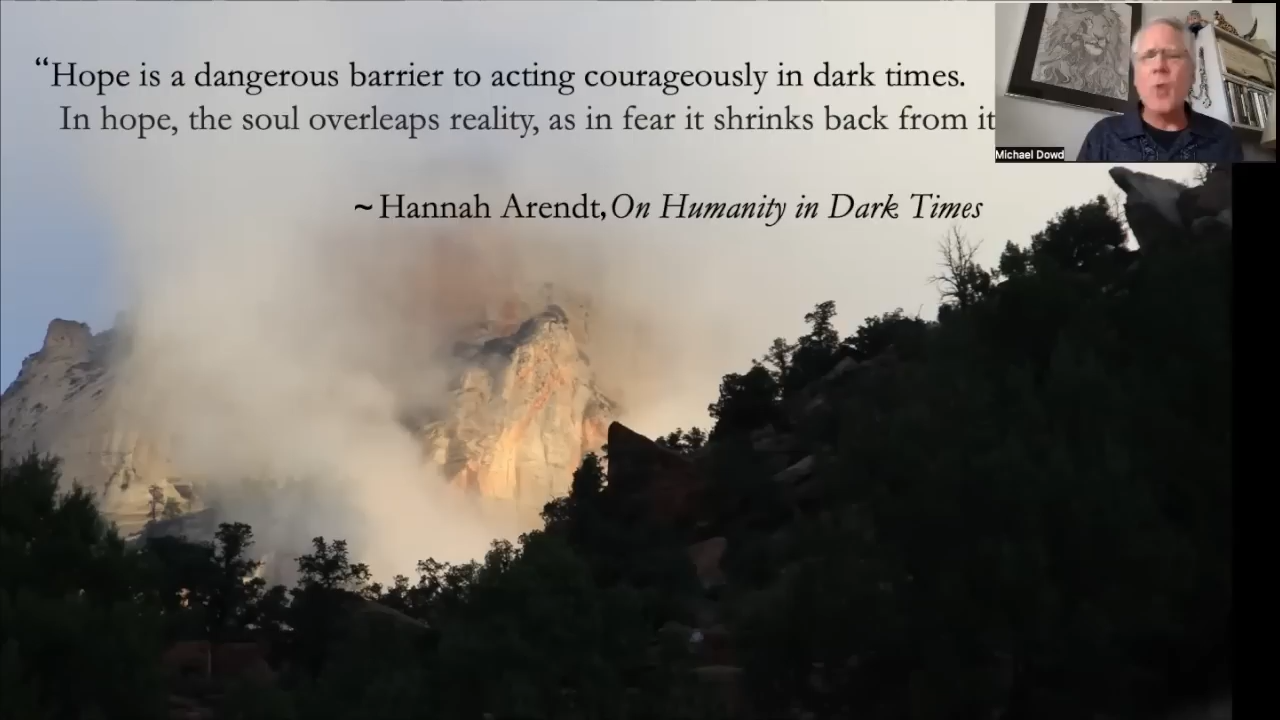 “Hope is a dangerous barrier to acting courageously in dark times.
In hope, the soul overleaps reality, as in fear it shrinks back from it
~ Hannah Arendt, On Humanity in Dark Times
Michael Dowd